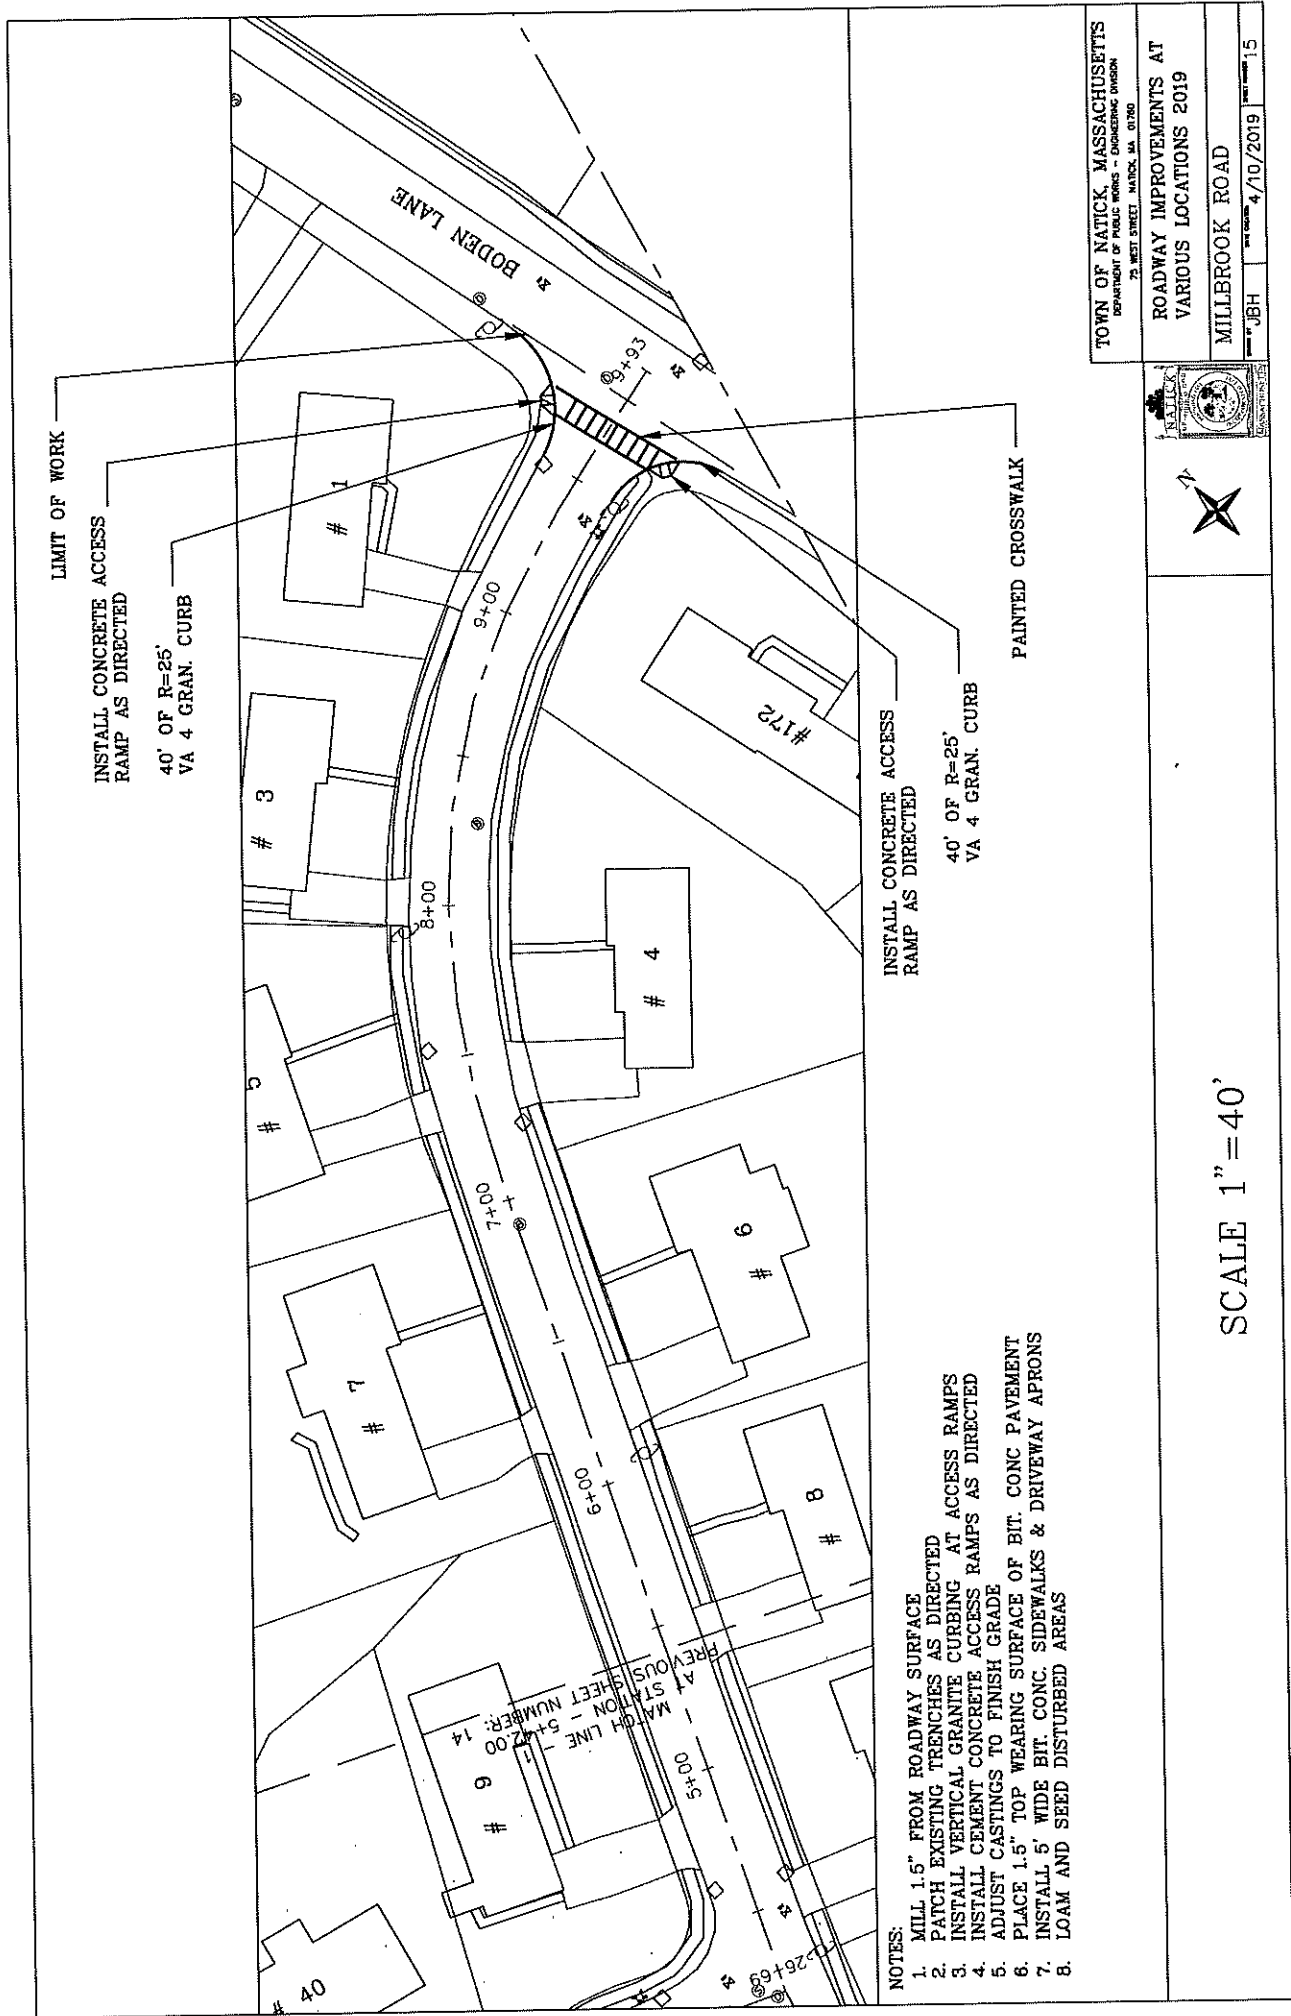 LIMIT OF WORK
INSTALL CONCRETE ACCESS
RAMP AS DIRECTED
40' OF R=25'
VA 4 GRAN. CURB
BODEN LANE
9+93
# 1
# 3
# 5
# 7
# 9
# 40
9+00
8+00
7+00
6+00
5+00
26+69
#172
# 4
# 6
# 8
MATCH LINE - 1
AT STATION - 5+42.00
PREVIOUS SHEET NUMBER: 14
INSTALL CONCRETE ACCESS
RAMP AS DIRECTED
40' OF R=25'
VA 4 GRAN. CURB
PAINTED CROSSWALK
NOTES:
1. MILL 1.5" FROM ROADWAY SURFACE
2. PATCH EXISTING TRENCHES AS DIRECTED
3. INSTALL VERTICAL GRANITE CURBING AT ACCESS RAMPS
4. INSTALL CEMENT CONCRETE ACCESS RAMPS AS DIRECTED
5. ADJUST CASTINGS TO FINISH GRADE
6. PLACE 1.5" TOP WEARING SURFACE OF BIT. CONC PAVEMENT
7. INSTALL 5' WIDE BIT. CONC. SIDEWALKS & DRIVEWAY APRONS
8. LOAM AND SEED DISTURBED AREAS
SCALE 1"=40'
N
NATICK
MASSACHUSETTS
TOWN OF NATICK, MASSACHUSETTS
DEPARTMENT OF PUBLIC WORKS - ENGINEERING DIVISION
75 WEST STREET NATICK, MA 01760
ROADWAY IMPROVEMENTS AT
VARIOUS LOCATIONS 2019
MILLBROOK ROAD
JBH
4/10/2019
15